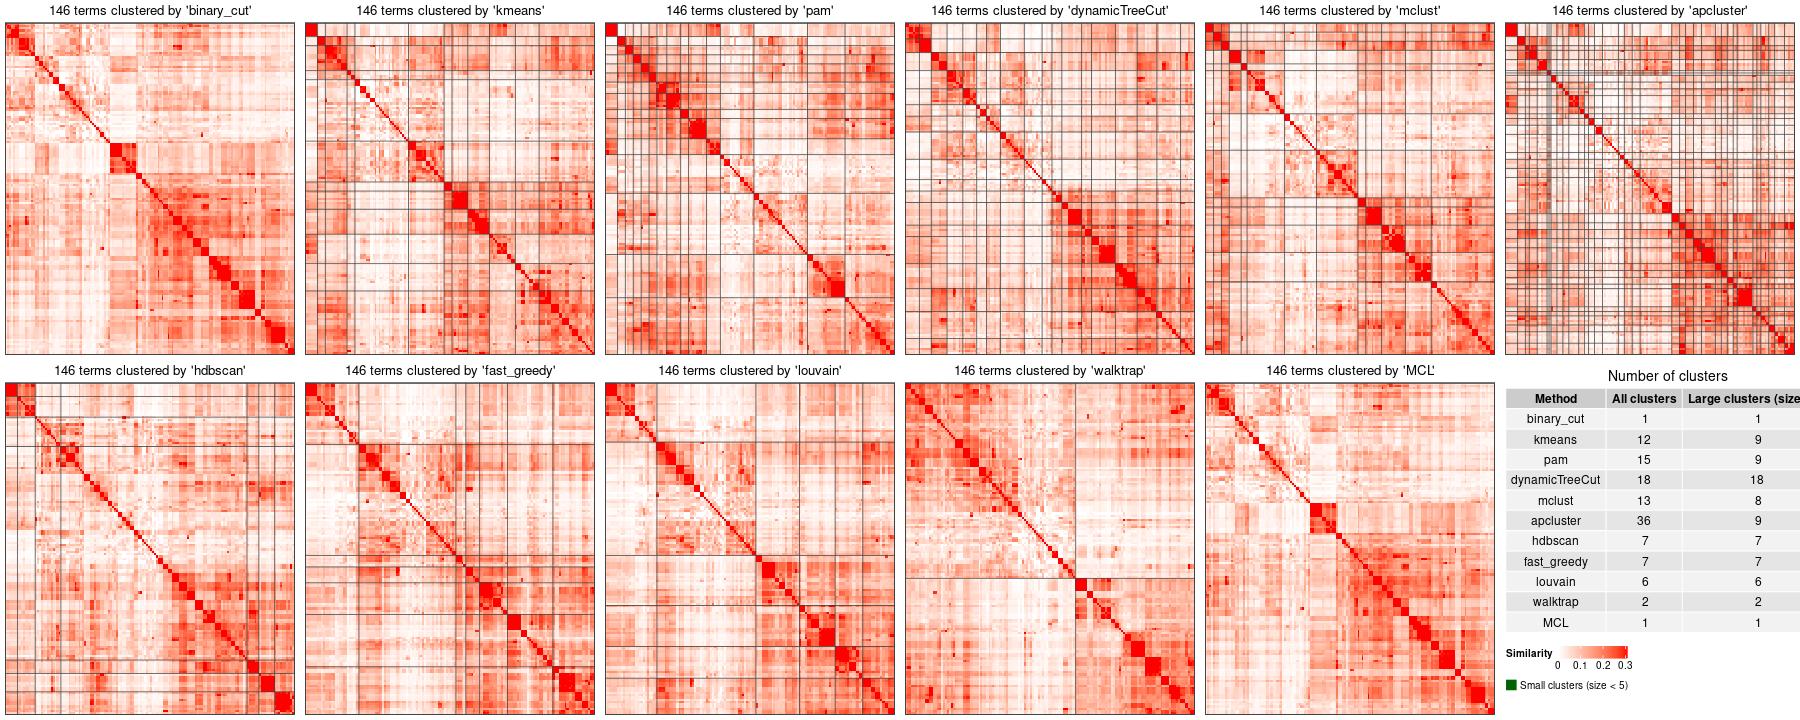 146 terms clustered by 'binary_cut'
146 terms clustered by 'kmeans'
146 terms clustered by 'pam'
146 terms clustered by 'dynamicTreeCut'
146 terms clustered by 'mclust'
146 terms clustered by 'apcluster'
146 terms clustered by 'hdbscan'
146 terms clustered by 'fast_greedy'
146 terms clustered by 'louvain'
146 terms clustered by 'walktrap'
146 terms clustered by 'MCL'
Number of clusters
Method All clusters Large clusters (size
binary_cut 1 1
kmeans 12 9
pam 15 9
dynamicTreeCut 18 18
mclust 13 8
apcluster 36 9
hdbscan 7 7
fast_greedy 7 7
louvain 6 6
walktrap 2 2
MCL 1 1
Similarity
0 0.1 0.2 0.3
Small clusters (size < 5)